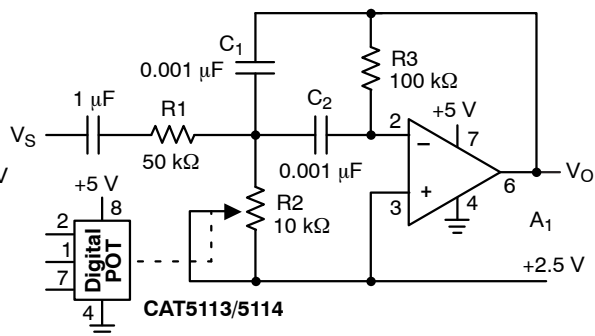 C1
0.001 μF
R3
100 kΩ
1 μF
R1
C2
+5 V
VS
2
7
50 kΩ
0.001 μF
−
6
VO
V
+5 V
8
R2
10 kΩ
+
3
4
A1
2
1
7
Digital
POT
+2.5 V
4
CAT5113/5114